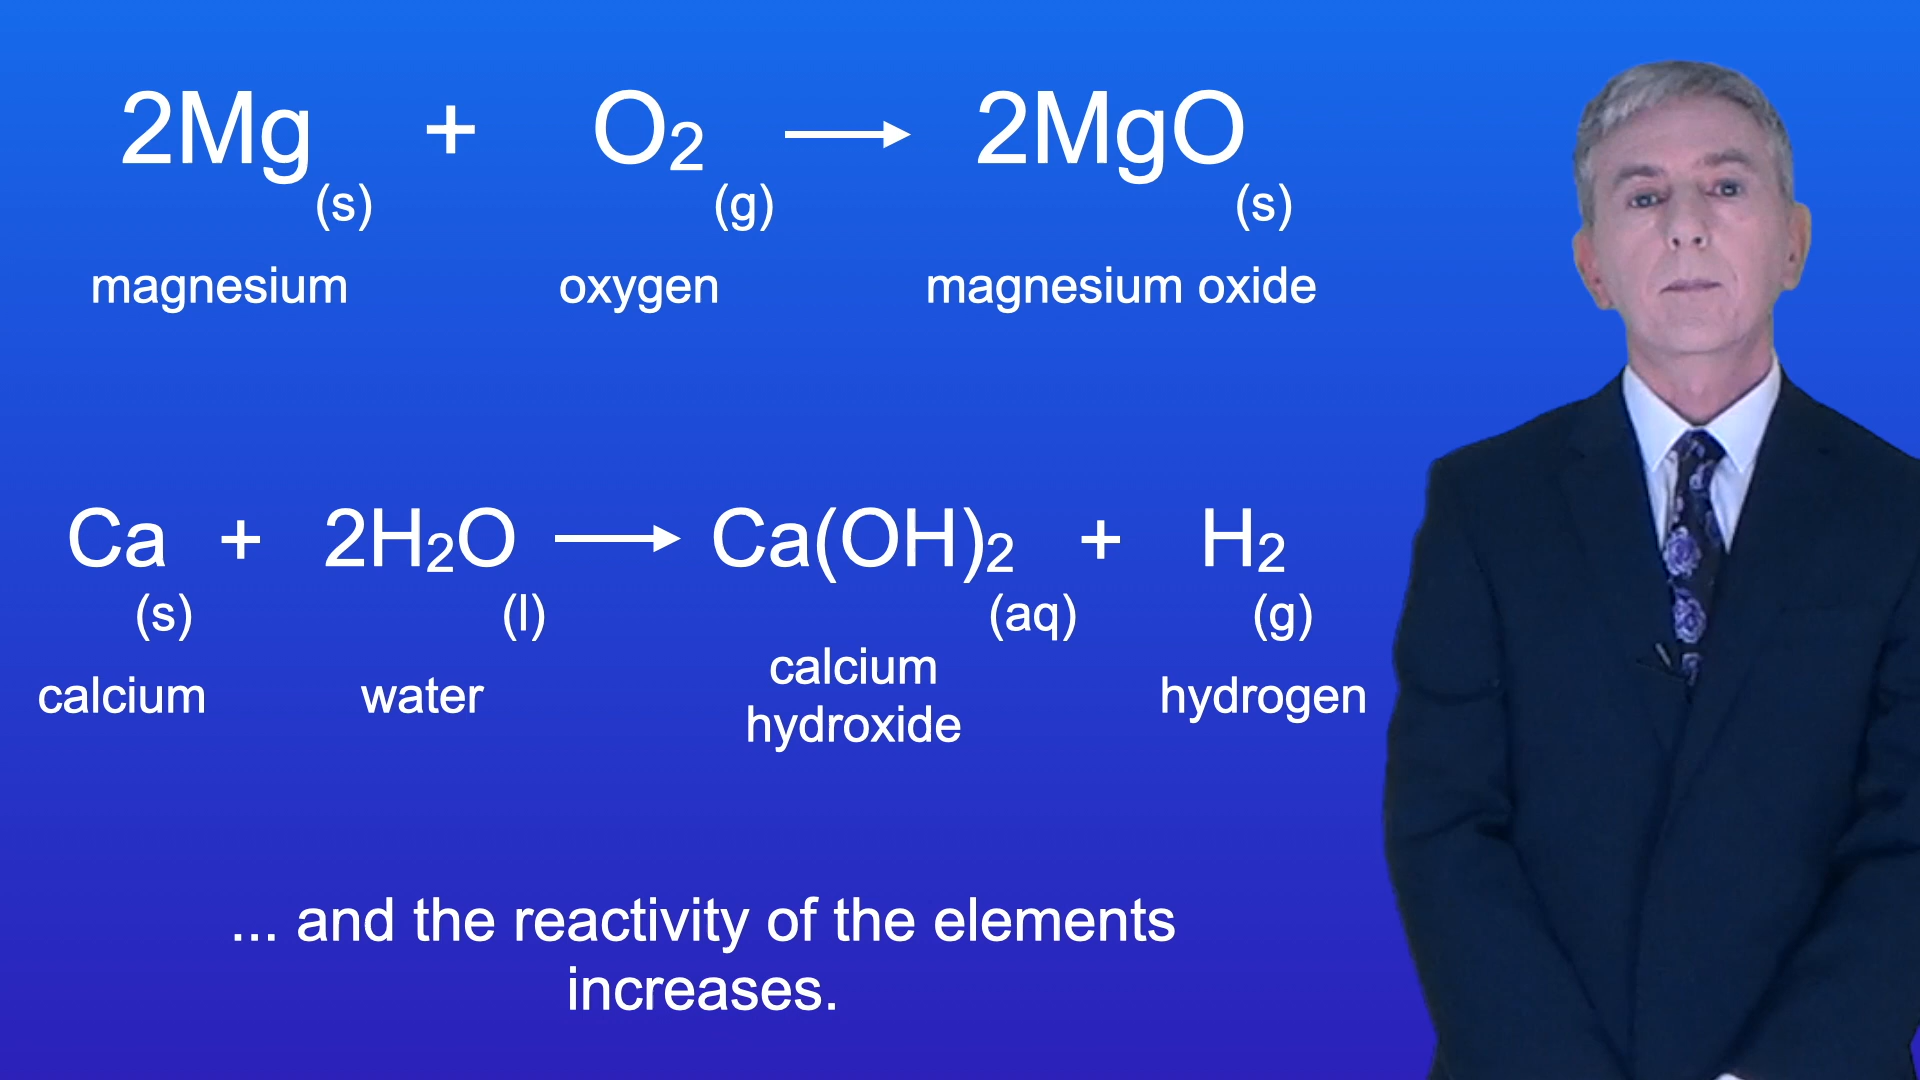 2Mg(s) + O₂(g) ⟶ 2MgO(s)
magnesium oxygen magnesium oxide
Ca(s) + 2H₂O(l) ⟶ Ca(OH)₂(aq) + H₂(g)
calcium water calcium hydroxide hydrogen
... and the reactivity of the elements
increases.